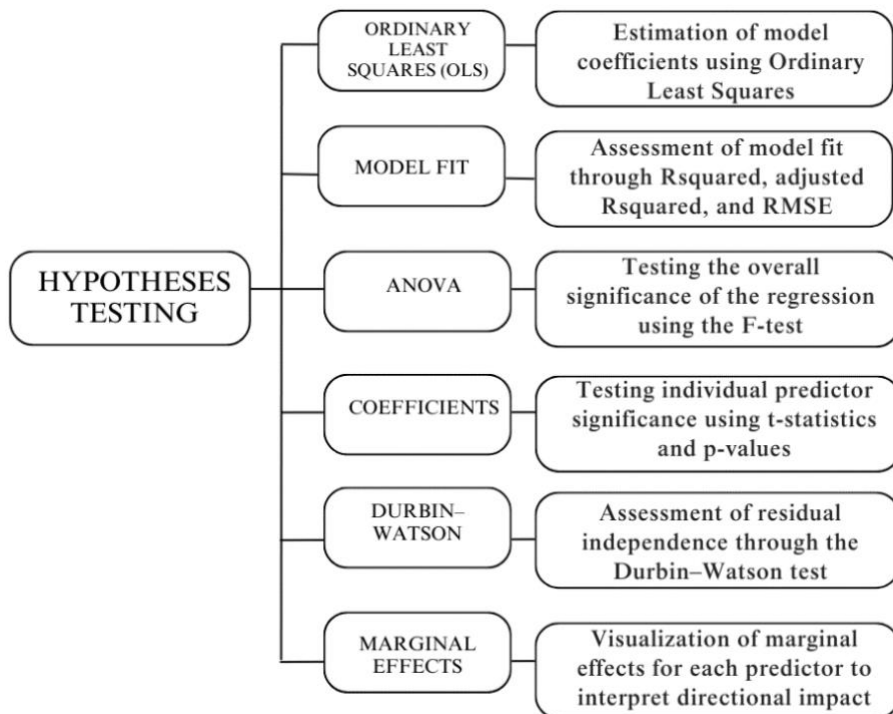 HYPOTHESES
TESTING
ORDINARY
LEAST
SQUARES (OLS)
Estimation of model
coefficients using Ordinary
Least Squares
MODEL FIT
Assessment of model fit
through Rsquared, adjusted
Rsquared, and RMSE
ANOVA
Testing the overall
significance of the regression
using the F-test
COEFFICIENTS
Testing individual predictor
significance using t-statistics
and p-values
DURBIN–
WATSON
Assessment of residual
independence through the
Durbin–Watson test
MARGINAL
EFFECTS
Visualization of marginal
effects for each predictor to
interpret directional impact